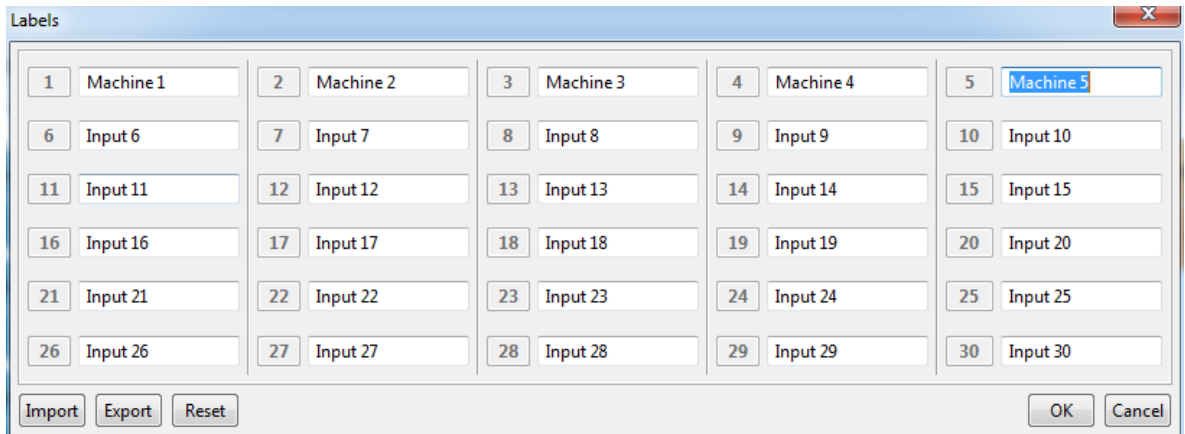 Labels
X
1 Machine 1 2 Machine 2 3 Machine 3 4 Machine 4 5 Machine 5
6 Input 6 7 Input 7 8 Input 8 9 Input 9 10 Input 10
11 Input 11 12 Input 12 13 Input 13 14 Input 14 15 Input 15
16 Input 16 17 Input 17 18 Input 18 19 Input 19 20 Input 20
21 Input 21 22 Input 22 23 Input 23 24 Input 24 25 Input 25
26 Input 26 27 Input 27 28 Input 28 29 Input 29 30 Input 30
Import Export Reset OK Cancel